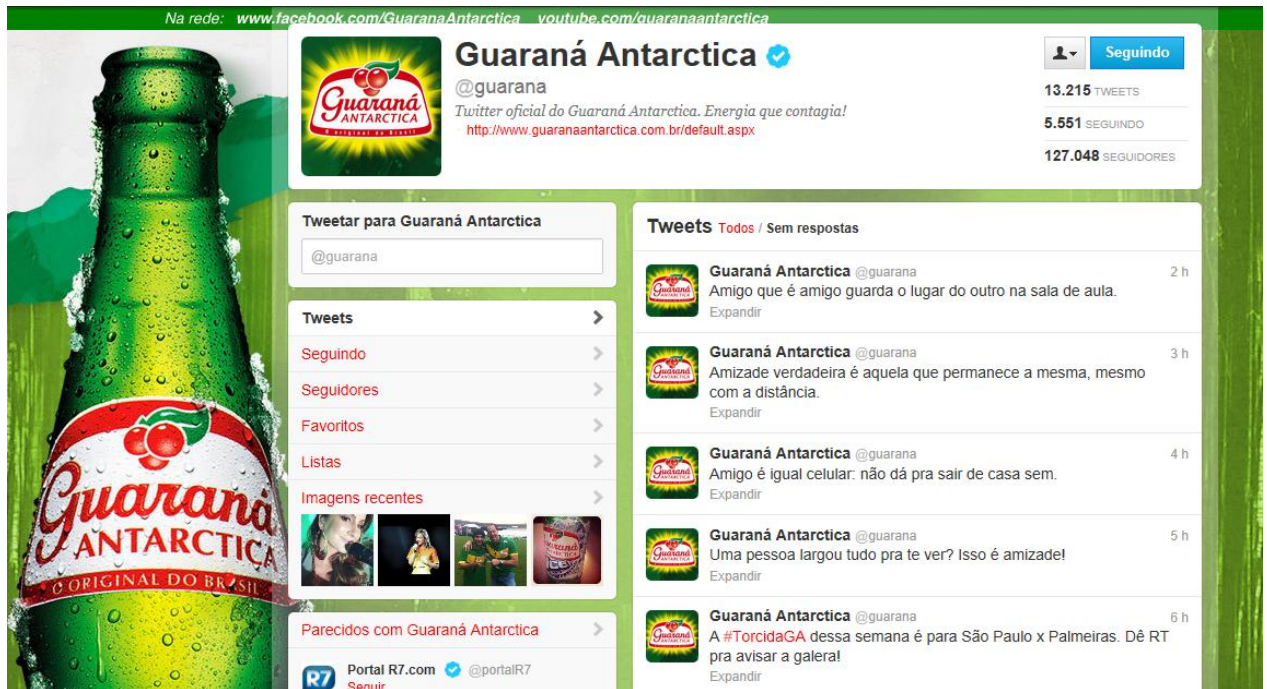 Na rede: www.facebook.com/GuaranaAntarctica youtube.com/guaranaantarctica
Guaraná
ANTARCTICA
O original do Brasil
Guaraná Antarctica
@guarana
Twitter oficial do Guaraná Antarctica. Energia que contagia!
http://www.guaranaantarctica.com.br/default.aspx
Seguindo
13.215 TWEETS
5.551 SEGUINDO
127.048 SEGUIDORES
Tweetar para Guaraná Antarctica
@guarana
Tweets
Seguindo
Seguidores
Favoritos
Listas
Imagens recentes
Parecidos com Guaraná Antarctica
R7
Portal R7.com @portalR7
Seguir
Tweets Todos / Sem respostas
Guaraná Antarctica @guarana 2 h
Amigo que é amigo guarda o lugar do outro na sala de aula.
Expandir
Guaraná Antarctica @guarana 3 h
Amizade verdadeira é aquela que permanece a mesma, mesmo
com a distância.
Expandir
Guaraná Antarctica @guarana 4 h
Amigo é igual celular: não dá pra sair de casa sem.
Expandir
Guaraná Antarctica @guarana 5 h
Uma pessoa largou tudo pra te ver? Isso é amizade!
Expandir
Guaraná Antarctica @guarana 6 h
A #TorcidaGA dessa semana é para São Paulo x Palmeiras. Dê RT
pra avisar a galera!
Expandir
Guaraná
ANTARCTICA
O ORIGINAL DO BRASIL